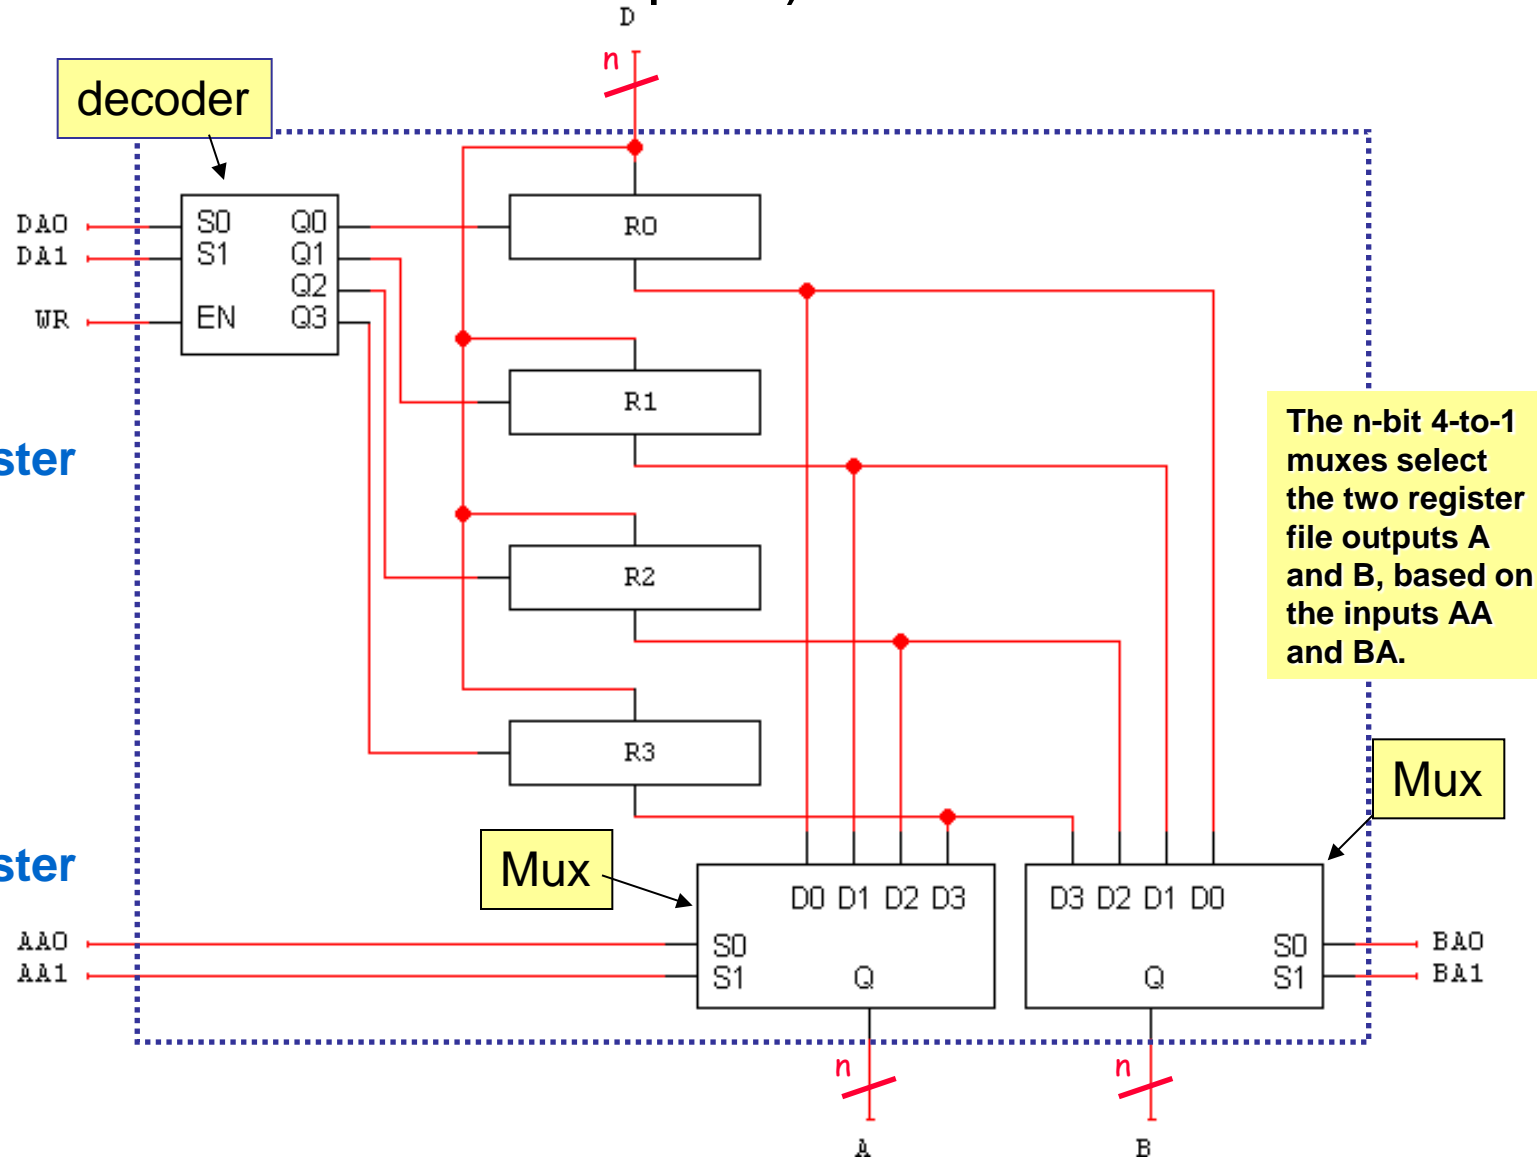 D
n
decoder
DA0
DA1
WR
S0 Q0
S1 Q1
Q2
EN Q3
R0
R1
R2
R3
ster
ster
The n-bit 4-to-1
muxes select
the two register
file outputs A
and B, based on
the inputs AA
and BA.
Mux
Mux
D0 D1 D2 D3
S0
S1 Q
D3 D2 D1 D0
S0
Q S1
AA0
AA1
BA0
BA1
n
n
A
B